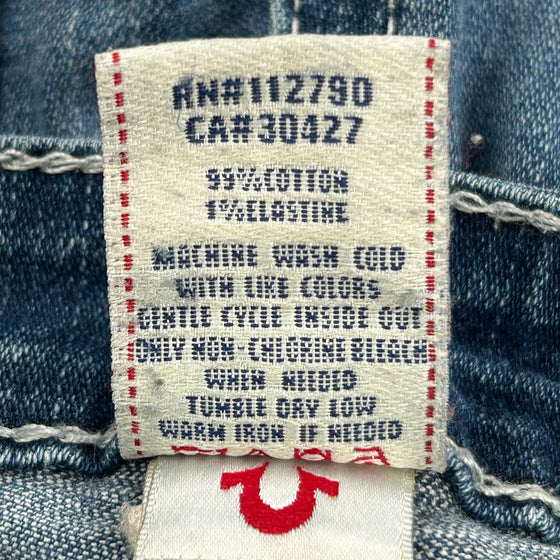 RN#112790
CA#30427
99%COTTON
1%ELASTINE
MACHINE WASH COLD
WITH LIKE COLORS
GENTLE CYCLE INSIDE OUT
ONLY NON-CHLORINE BLEACH
WHEN NEEDED
TUMBLE DRY LOW
WARM IRON IF NEEDED